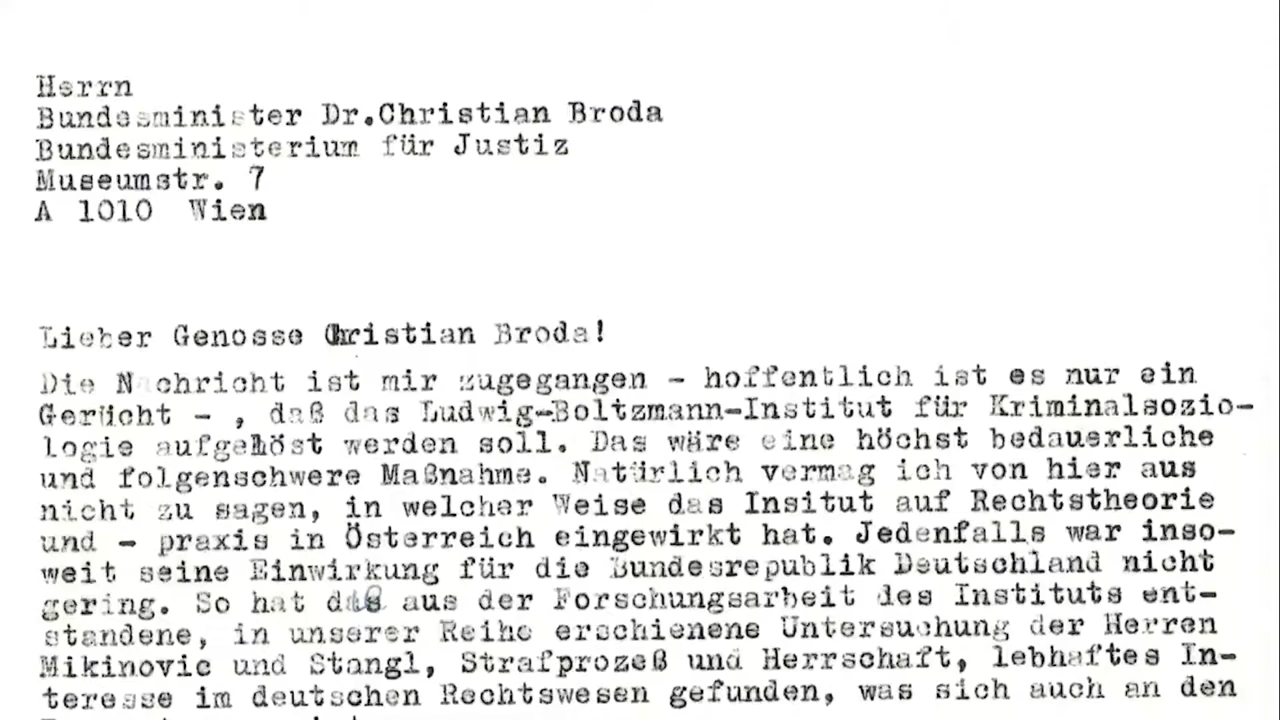 Herrn
Bundesminister Dr.Christian Broda
Bundesministerium für Justiz
Museumstr. 7
A 1010 Wien
Lieber Genosse Christian Broda!
Die Nachricht ist mir zugegangen - hoffentlich ist es nur ein
Gerücht - , daß das Ludwig-Boltzmann-Institut für Kriminalsozio-
logie aufgelöst werden soll. Das wäre eine höchst bedauerliche
und folgenschwere Maßnahme. Natürlich vermag ich von hier aus
nicht zu sagen, in welcher Weise das Insitut auf Rechtstheorie
und - praxis in Österreich eingewirkt hat. Jedenfalls war inso-
weit seine Einwirkung für die Bundesrepublik Deutschland nicht
gering. So hat die aus der Forschungsarbeit des Instituts ent-
standene, in unserer Reihe erschienene Untersuchung der Herren
Mikinovic und Stangl, Strafprozeß und Herrschaft, lebhaftes In-
teresse im deutschen Rechtswesen gefunden, was sich auch an den